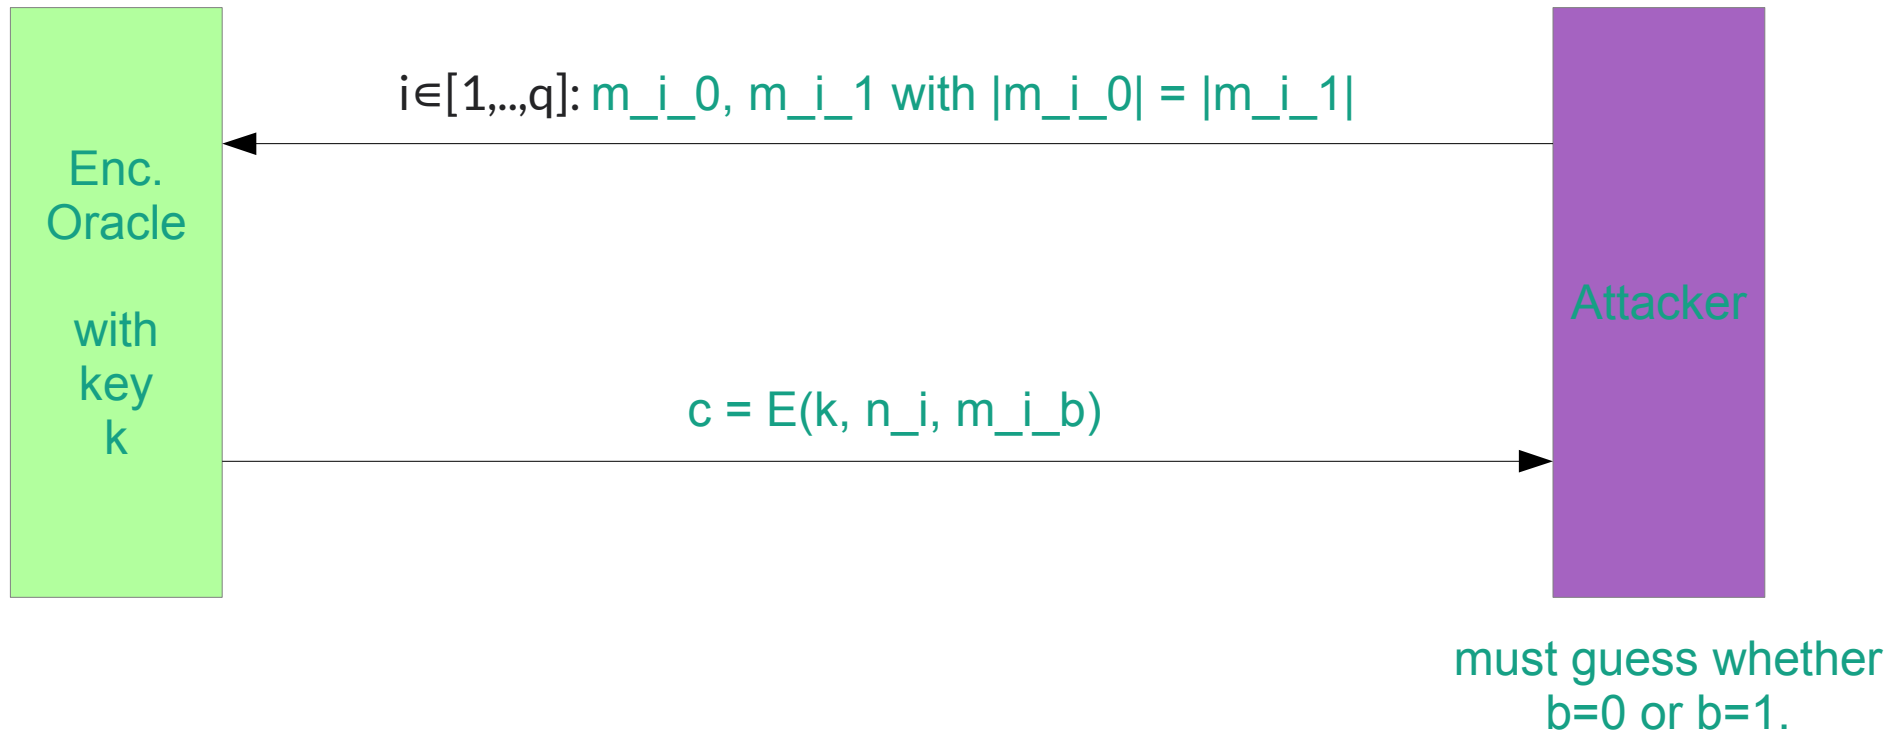 i∈[1,..,q]: m_i_0, m_i_1 with |m_i_0| = |m_i_1|
Enc.
Oracle
with
key
k
Attacker
c = E(k, n_i, m_i_b)
must guess whether
b=0 or b=1.